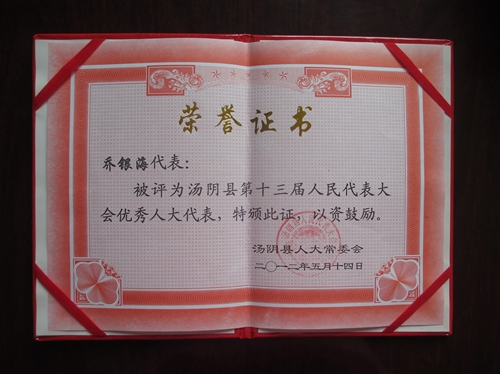 荣誉证书
乔银海代表：
被评为汤阴县第十三届人民代表大
会优秀人大代表，特颁此证，以资鼓励。
汤阴县人大常委会
二〇一二年五月十四日